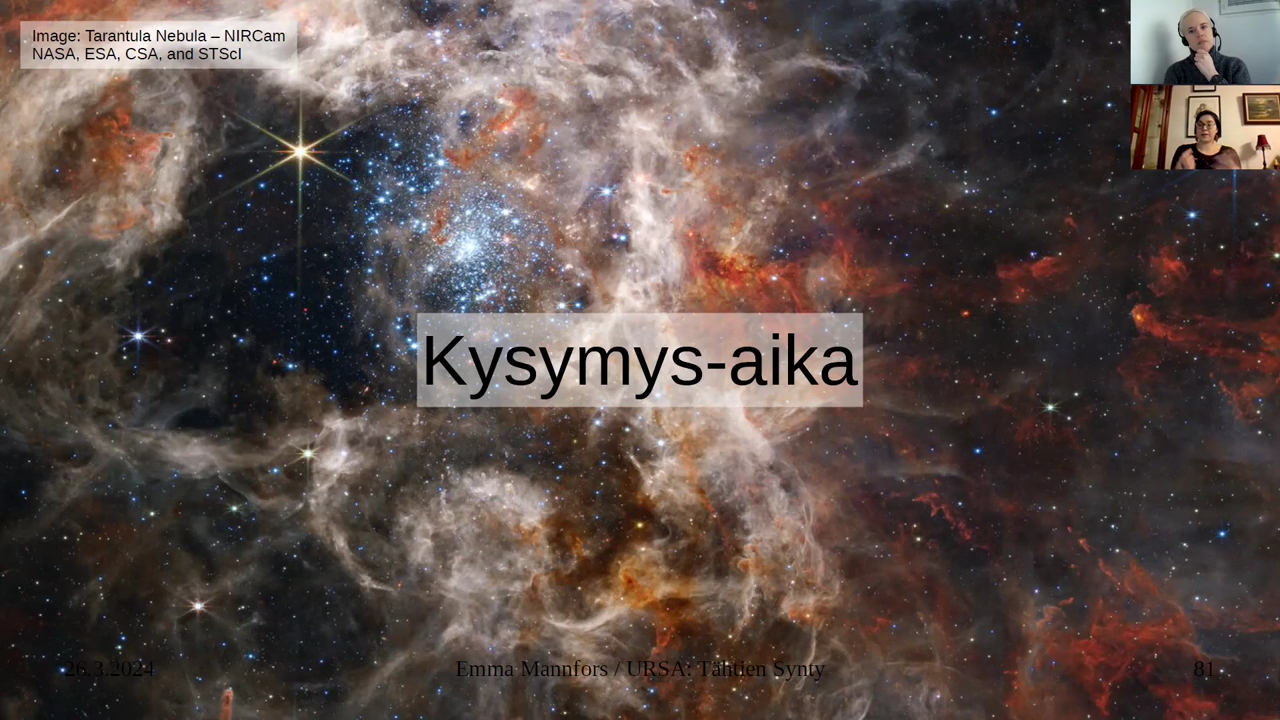 Image: Tarantula Nebula – NIRCam
NASA, ESA, CSA, and STScI
Kysymys-aika
26.3.2024
Emma Mannfors / URSA: Tähtien Synty
81